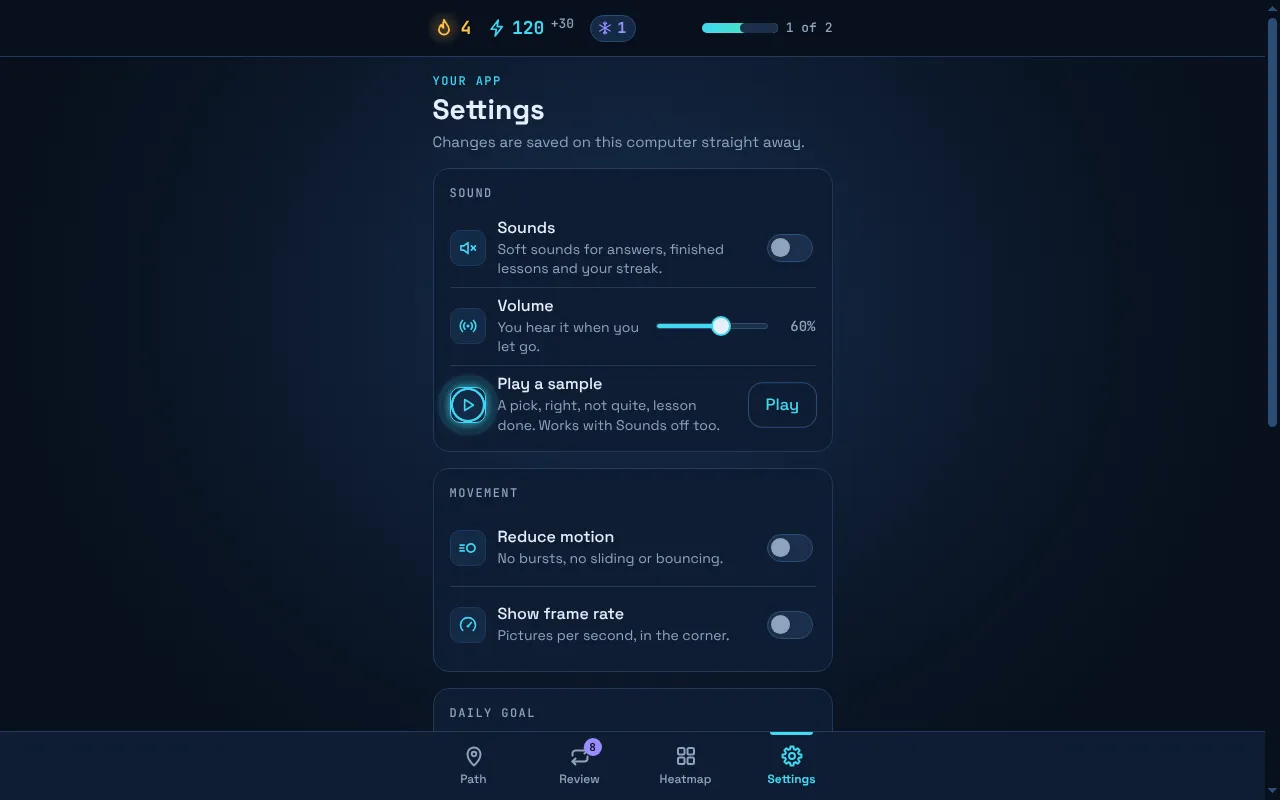 4 120 +30 1 1 of 2
YOUR APP
Settings
Changes are saved on this computer straight away.
SOUND
Sounds
Soft sounds for answers, finished
lessons and your streak.
Volume
You hear it when you
let go.
60%
Play a sample
A pick, right, not quite, lesson
done. Works with Sounds off too.
Play
MOVEMENT
Reduce motion
No bursts, no sliding or bouncing.
Show frame rate
Pictures per second, in the corner.
DAILY GOAL
8
Path Review Heatmap Settings